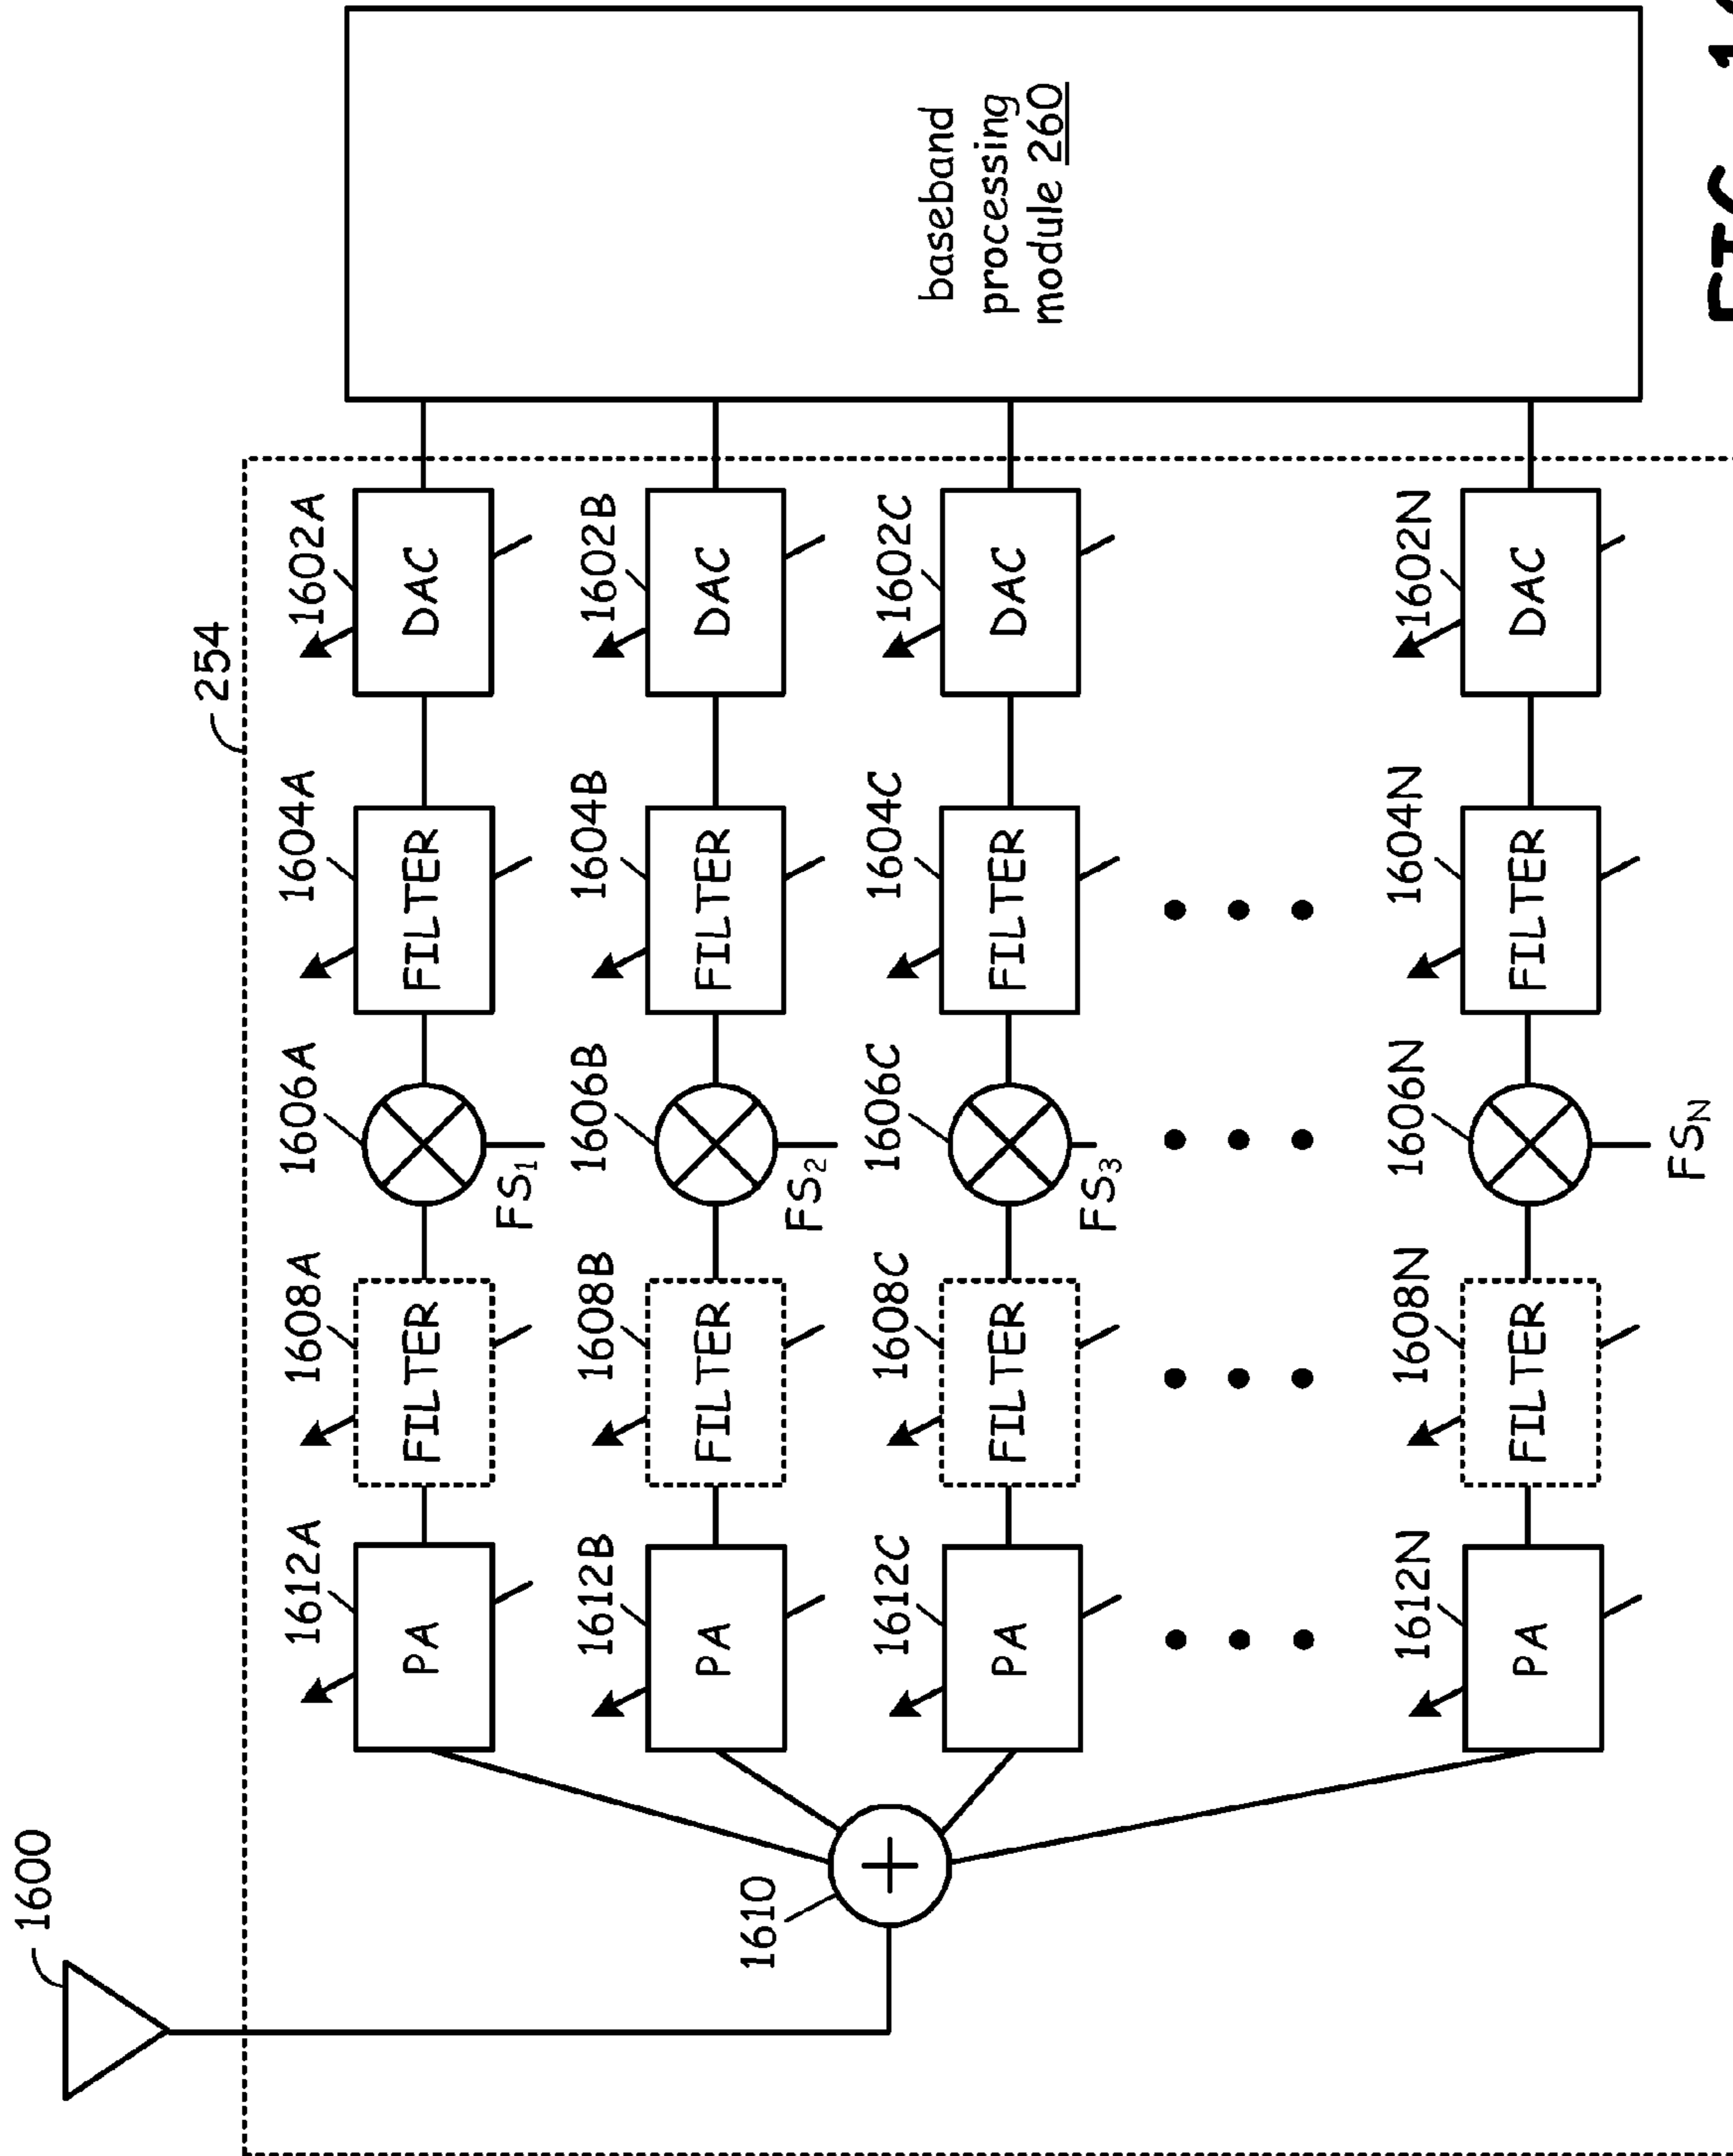 1600
254
1612A
1608A
1606A
1604A
1602A
PA
FILTER
FILTER
DAC
FS1
1612B
1608B
1606B
1604B
1602B
PA
FILTER
FILTER
DAC
FS2
1610
+
1612C
1608C
1606C
1604C
1602C
PA
FILTER
FILTER
DAC
FS3
1612N
1608N
1606N
1604N
1602N
PA
FILTER
FILTER
DAC
FSN
baseband
processing
module 260